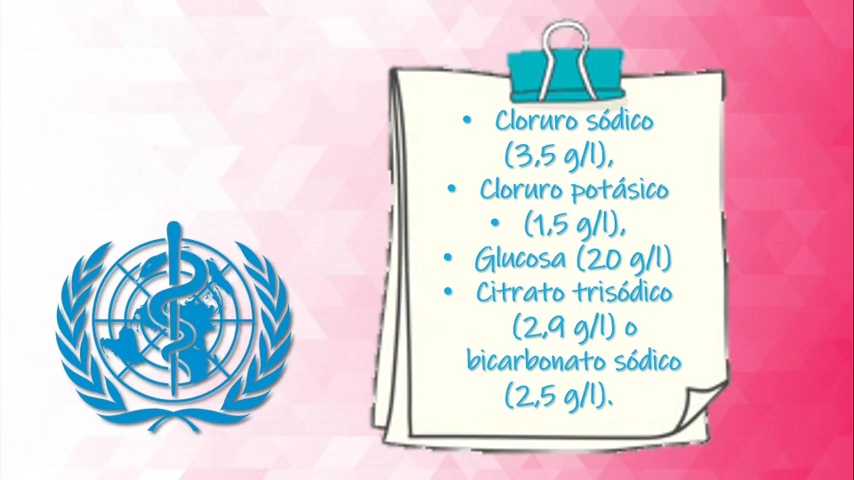 • Cloruro sódico
(3,5 g/l),
• Cloruro potásico
• (1,5 g/l),
• Glucosa (20 g/l)
• Citrato trisódico
(2,9 g/l) o
bicarbonato sódico
(2,5 g/l).